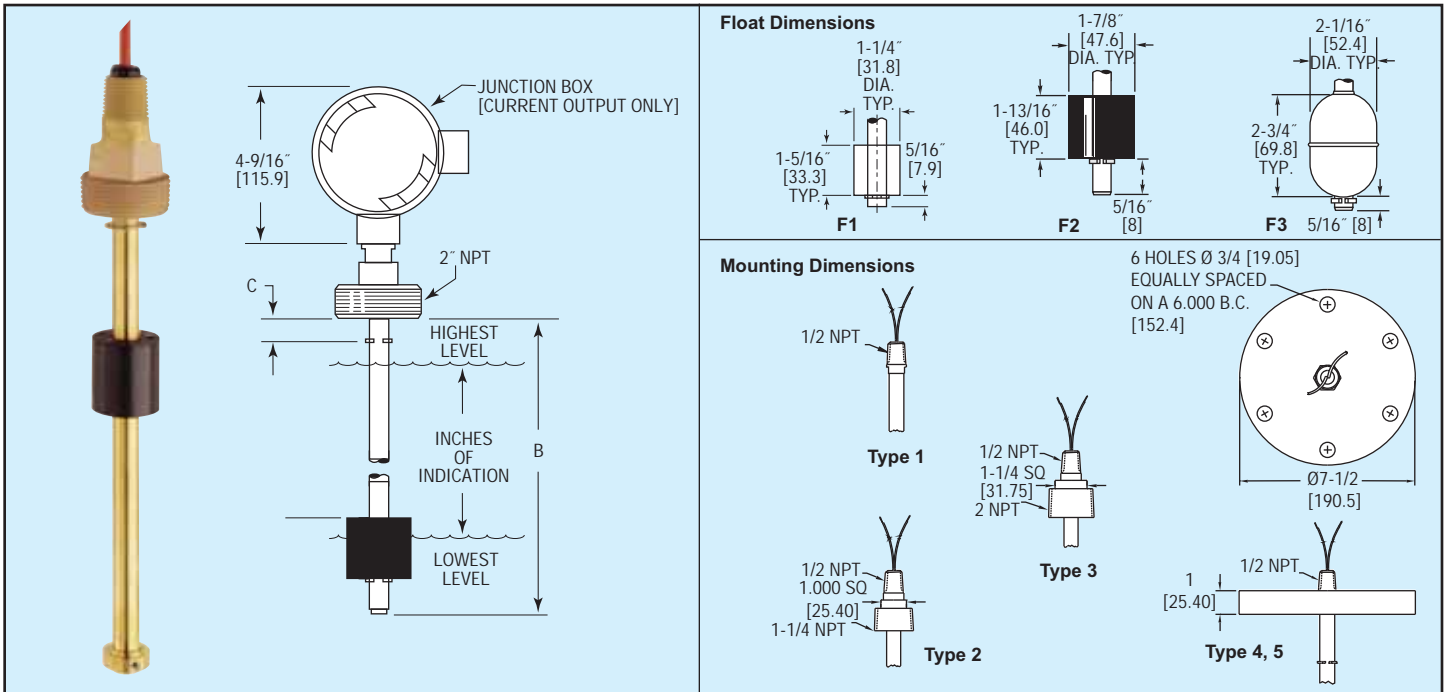 4-9/16˝
[115.9]
JUNCTION BOX
[CURRENT OUTPUT ONLY]
2˝ NPT
C
HIGHEST
LEVEL
INCHES
OF
INDICATION
B
LOWEST
LEVEL
Float Dimensions
1-1/4˝
[31.8]
DIA.
TYP.
1-5/16˝
[33.3]
TYP.
5/16˝
[7.9]
F1
1-7/8˝
[47.6]
DIA. TYP.
1-13/16˝
[46.0]
TYP.
5/16˝
[8]
F2
2-1/16˝
[52.4]
DIA. TYP.
2-3/4˝
[69.8]
TYP.
5/16˝ [8]
F3
Mounting Dimensions
1/2 NPT
Type 1
1/2 NPT
1.000 SQ
[25.40]
1-1/4 NPT
Type 2
1/2 NPT
1-1/4 SQ
[31.75]
2 NPT
Type 3
6 HOLES Ø 3/4 [19.05]
EQUALLY SPACED
ON A 6.000 B.C.
[152.4]
Ø7-1/2
[190.5]
1/2 NPT
1
[25.40]
Type 4, 5